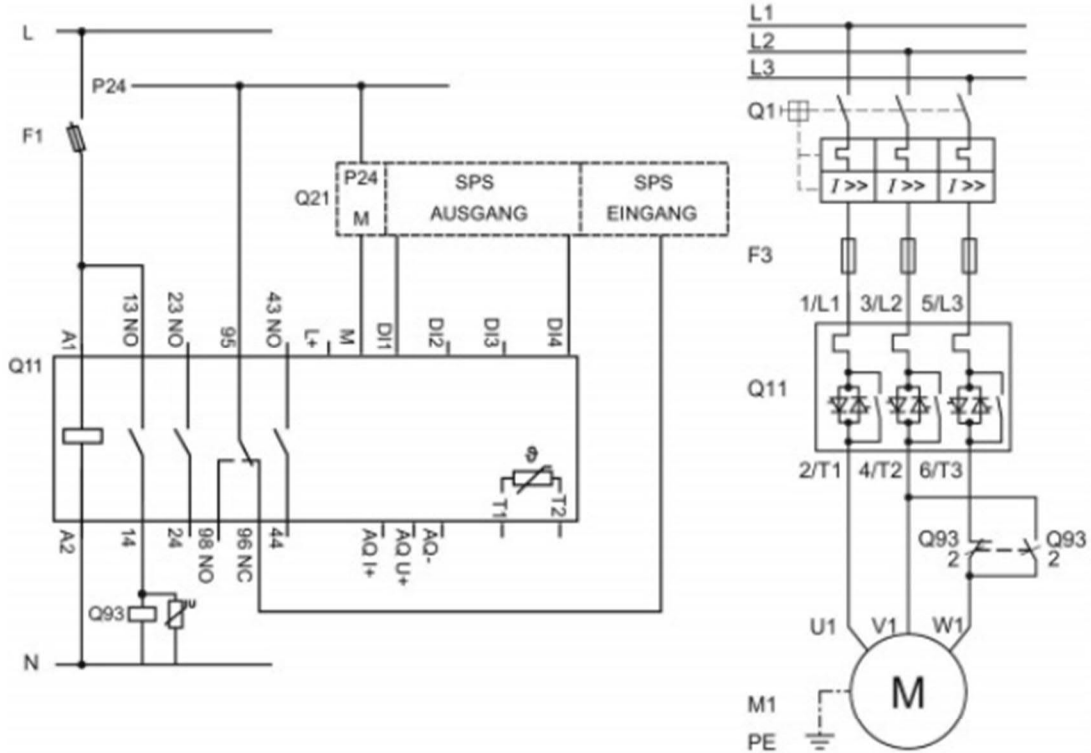 L
P24
F1
Q21
P24
M
SPS
AUSGANG
SPS
EINGANG
A1
13 NO
23 NO
95
43 NO
L+
M
DI1
DI2
DI3
DI4
Q11
ϑ
T1
T2
A2
14
24
98 NO
96 NC
44
AQ I+
AQ U+
AQ-
Q93
U
N
L1
L2
L3
Q1
I >> I >> I >>
F3
1/L1 3/L2 5/L3
Q11
2/T1 4/T2 6/T3
Q93
2
Q93
2
U1 V1 W1
M
M1
PE